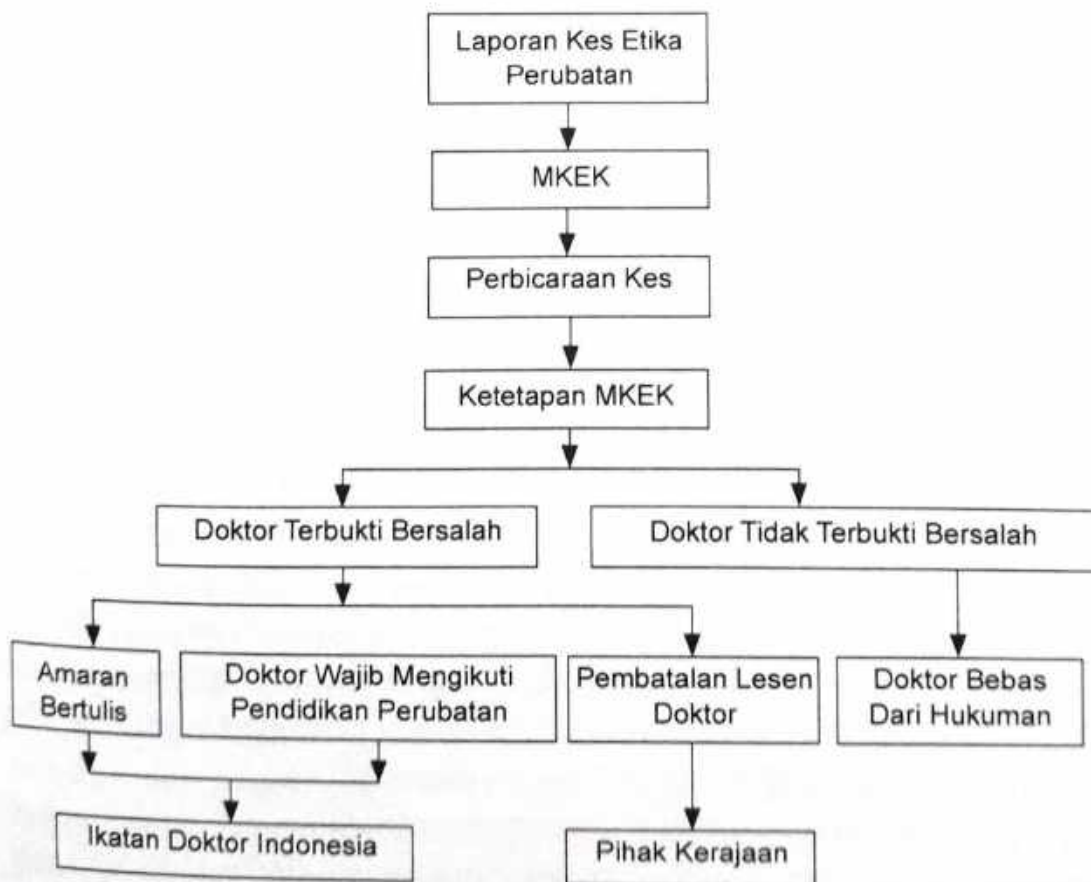 Laporan Kes Etika
Perubatan
MKEK
Perbicaraan Kes
Ketetapan MKEK
Doktor Terbukti Bersalah
Doktor Tidak Terbukti Bersalah
Amaran
Bertulis
Doktor Wajib Mengikuti
Pendidikan Perubatan
Pembatalan Lesen
Doktor
Doktor Bebas
Dari Hukuman
Ikatan Doktor Indonesia
Pihak Kerajaan